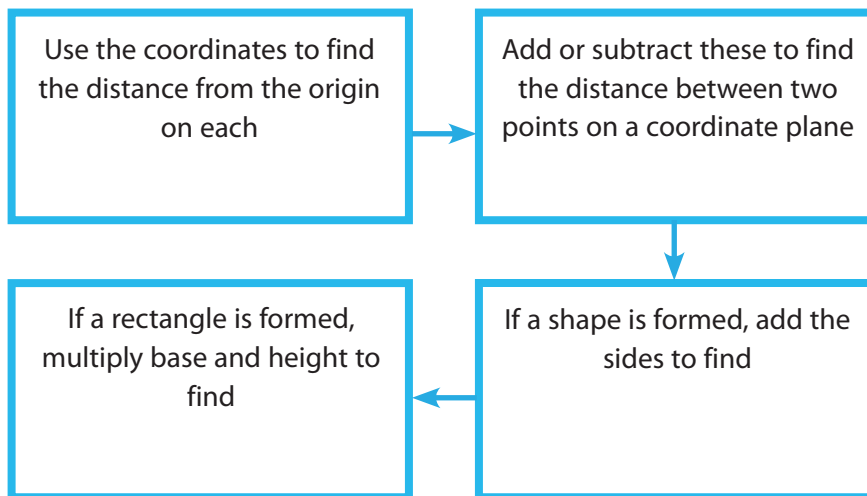 Use the coordinates to find
the distance from the origin
on each
Add or subtract these to find
the distance between two
points on a coordinate plane
If a shape is formed, add the
sides to find
If a rectangle is formed,
multiply base and height to
find